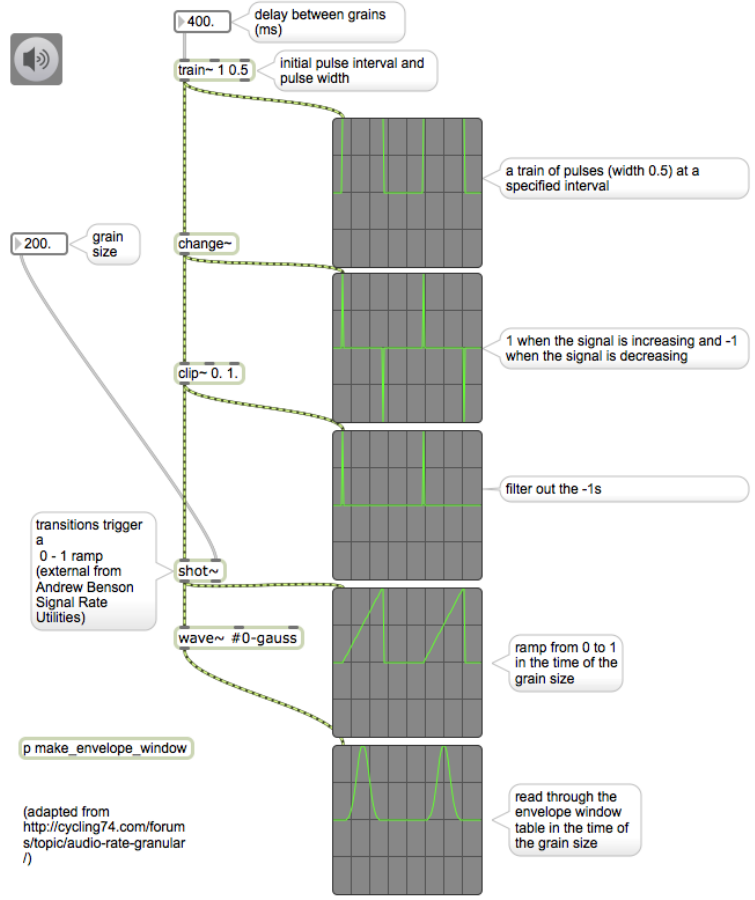 400.
delay between grains
(ms)
train~ 1 0.5
initial pulse interval and
pulse width
a train of pulses (width 0.5) at a
specified interval
200.
grain
size
change~
1 when the signal is increasing and -1
when the signal is decreasing
clip~ 0. 1.
filter out the -1s
transitions trigger
a
0 - 1 ramp
(external from
Andrew Benson
Signal Rate
Utilities)
shot~
wave~ #0-gauss
ramp from 0 to 1
in the time of the
grain size
p make_envelope_window
read through the
envelope window
table in the time of
the grain size
(adapted from
http://cycling74.com/forum
s/topic/audio-rate-granular
/)